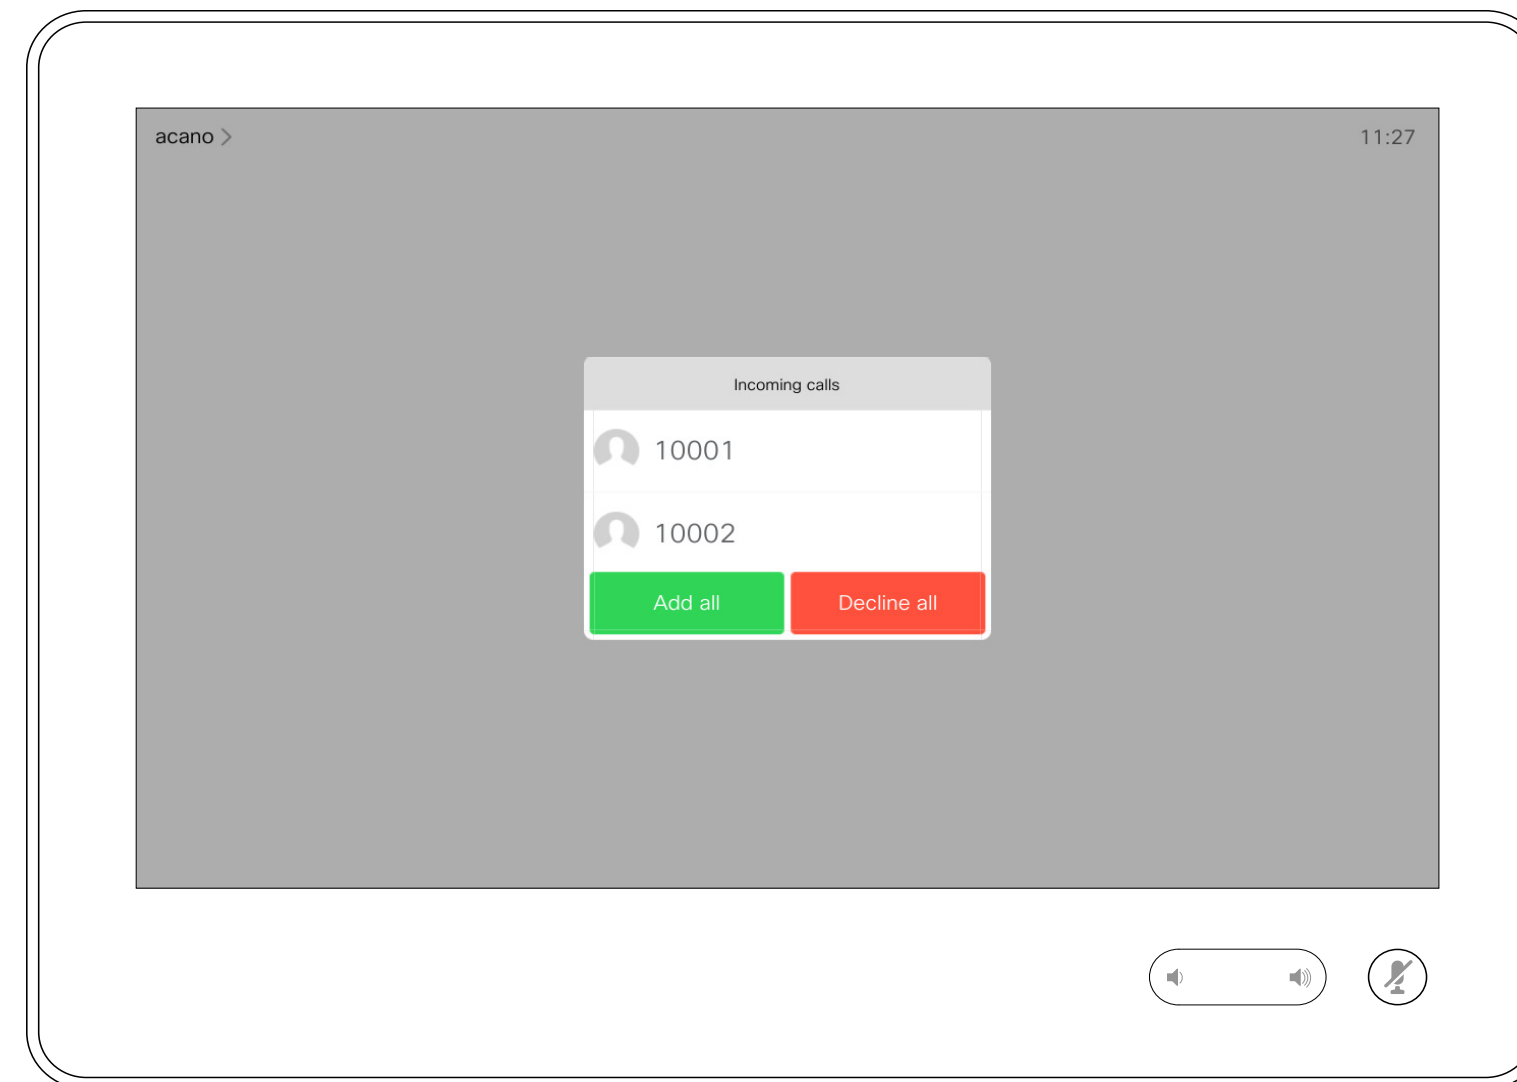 acano
11:27
Incoming calls
10001
10002
Add all
Decline all